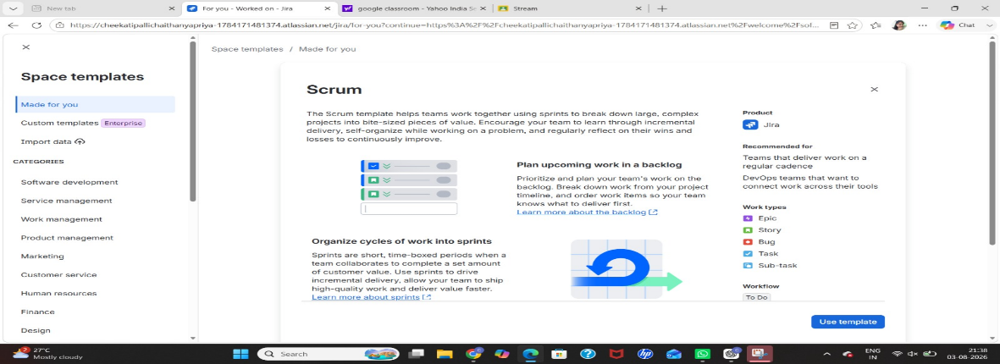 New tab
For you - Worked on - Jira
google classroom - Yahoo India Se
Stream
https://cheekatipallichaithanyapriya-1784171481374.atlassian.net/jira/for-you?continue=https%3A%2F%2Fcheekatipallichaithanyapriya-1784171481374.atlassian.net%2Fwelcome%2Fsof...
Chat
Space templates
Made for you
Custom templates Enterprise
Import data
CATEGORIES
Software development
Service management
Work management
Product management
Marketing
Customer service
Human resources
Finance
Design
Space templates / Made for you
Scrum
The Scrum template helps teams work together using sprints to break down large, complex
projects into bite-sized pieces of value. Encourage your team to learn through incremental
delivery, self-organize while working on a problem, and regularly reflect on their wins and
losses to continuously improve.
Plan upcoming work in a backlog
Prioritize and plan your team's work on the
backlog. Break down work from your project
timeline, and order work items so your team
knows what to deliver first.
Learn more about the backlog
Organize cycles of work into sprints
Sprints are short, time-boxed periods when a
team collaborates to complete a set amount
of customer value. Use sprints to drive
incremental delivery, allow your team to ship
high-quality work and deliver value faster.
Learn more about sprints
Product
Jira
Recommended for
Teams that deliver work on a
regular cadence
DevOps teams that want to
connect work across their tools
Work types
Epic
Story
Bug
Task
Sub-task
Workflow
To Do
Use template
2
27°C
Mostly cloudy
Search
hp
ENG
IN
21:38
03-08-2026